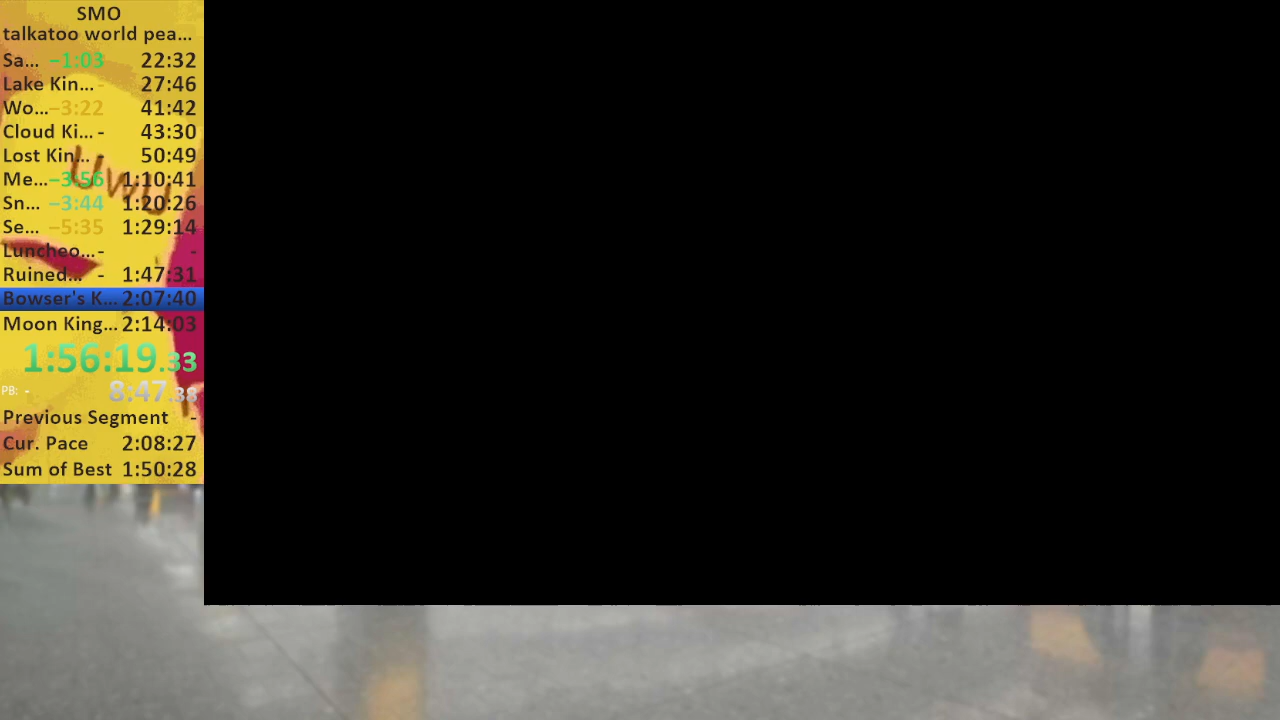 SMO
talkatoo world pea...
Sa... −1:03 22:32
Lake Kin... - 27:46
Wo... −3:22 41:42
Cloud Ki... - 43:30
Lost Kin... - 50:49
Me... −3:56 1:10:41
Sn... −3:44 1:20:26
Se... −5:35 1:29:14
Luncheo... - -
Ruined... - 1:47:31
Bowser's K... 2:07:40
Moon King... 2:14:03
1:56:19.33
PB: - 8:47.38
Previous Segment -
Cur. Pace 2:08:27
Sum of Best 1:50:28
uwu